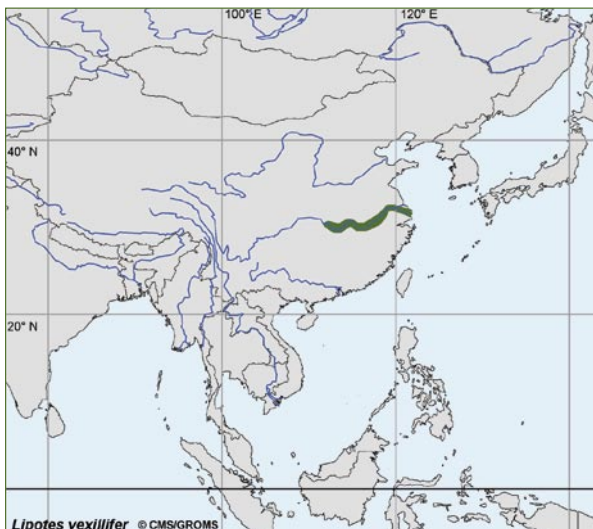 100° E
120° E
40° N
20° N
Lipotes vexillifer © CMS/GROMS